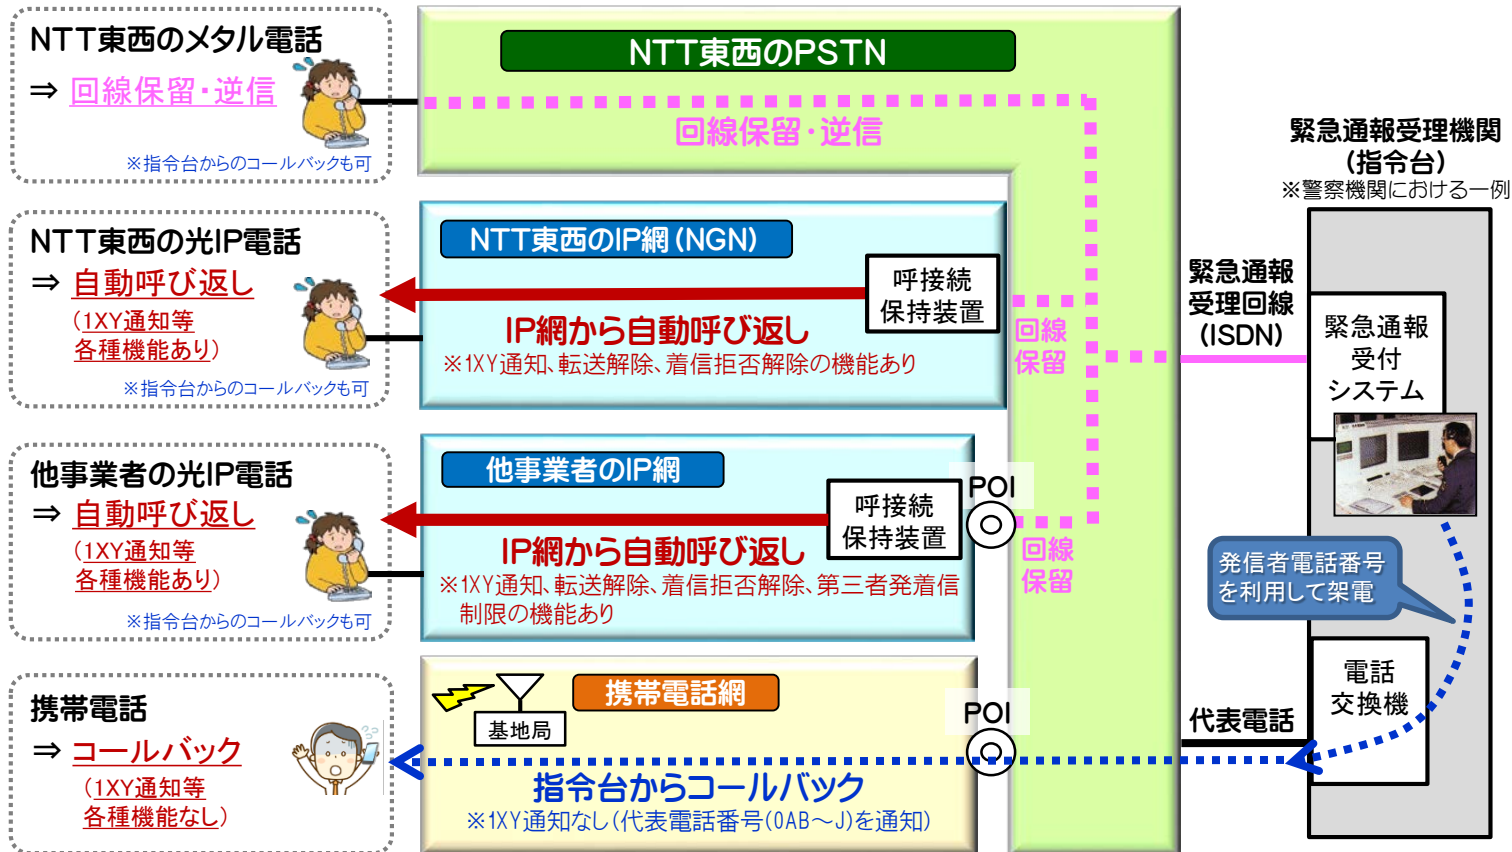 NTT東西のメタル電話
⇒ 回線保留・逆信
※指令台からのコールバックも可
NTT東西のPSTN
回線保留・逆信
緊急通報受理機関
(指令台)
※警察機関における一例
NTT東西の光IP電話
⇒ 自動呼び返し
(1XY通知等
各種機能あり)
※指令台からのコールバックも可
NTT東西のIP網(NGN)
呼接続
保持装置
IP網から自動呼び返し
※1XY通知、転送解除、着信拒否解除の機能あり
回線
保留
緊急通報
受理回線
(ISDN)
緊急通報
受付
システム
他事業者の光IP電話
⇒ 自動呼び返し
(1XY通知等
各種機能あり)
※指令台からのコールバックも可
他事業者のIP網
呼接続
保持装置
POI
IP網から自動呼び返し
※1XY通知、転送解除、着信拒否解除、第三者発着信
制限の機能あり
回線
保留
発信者電話番号
を利用して架電
携帯電話
⇒ コールバック
(1XY通知等
各種機能なし)
携帯電話網
基地局
POI
指令台からコールバック
※1XY通知なし(代表電話番号(0AB～J)を通知)
代表電話
電話
交換機